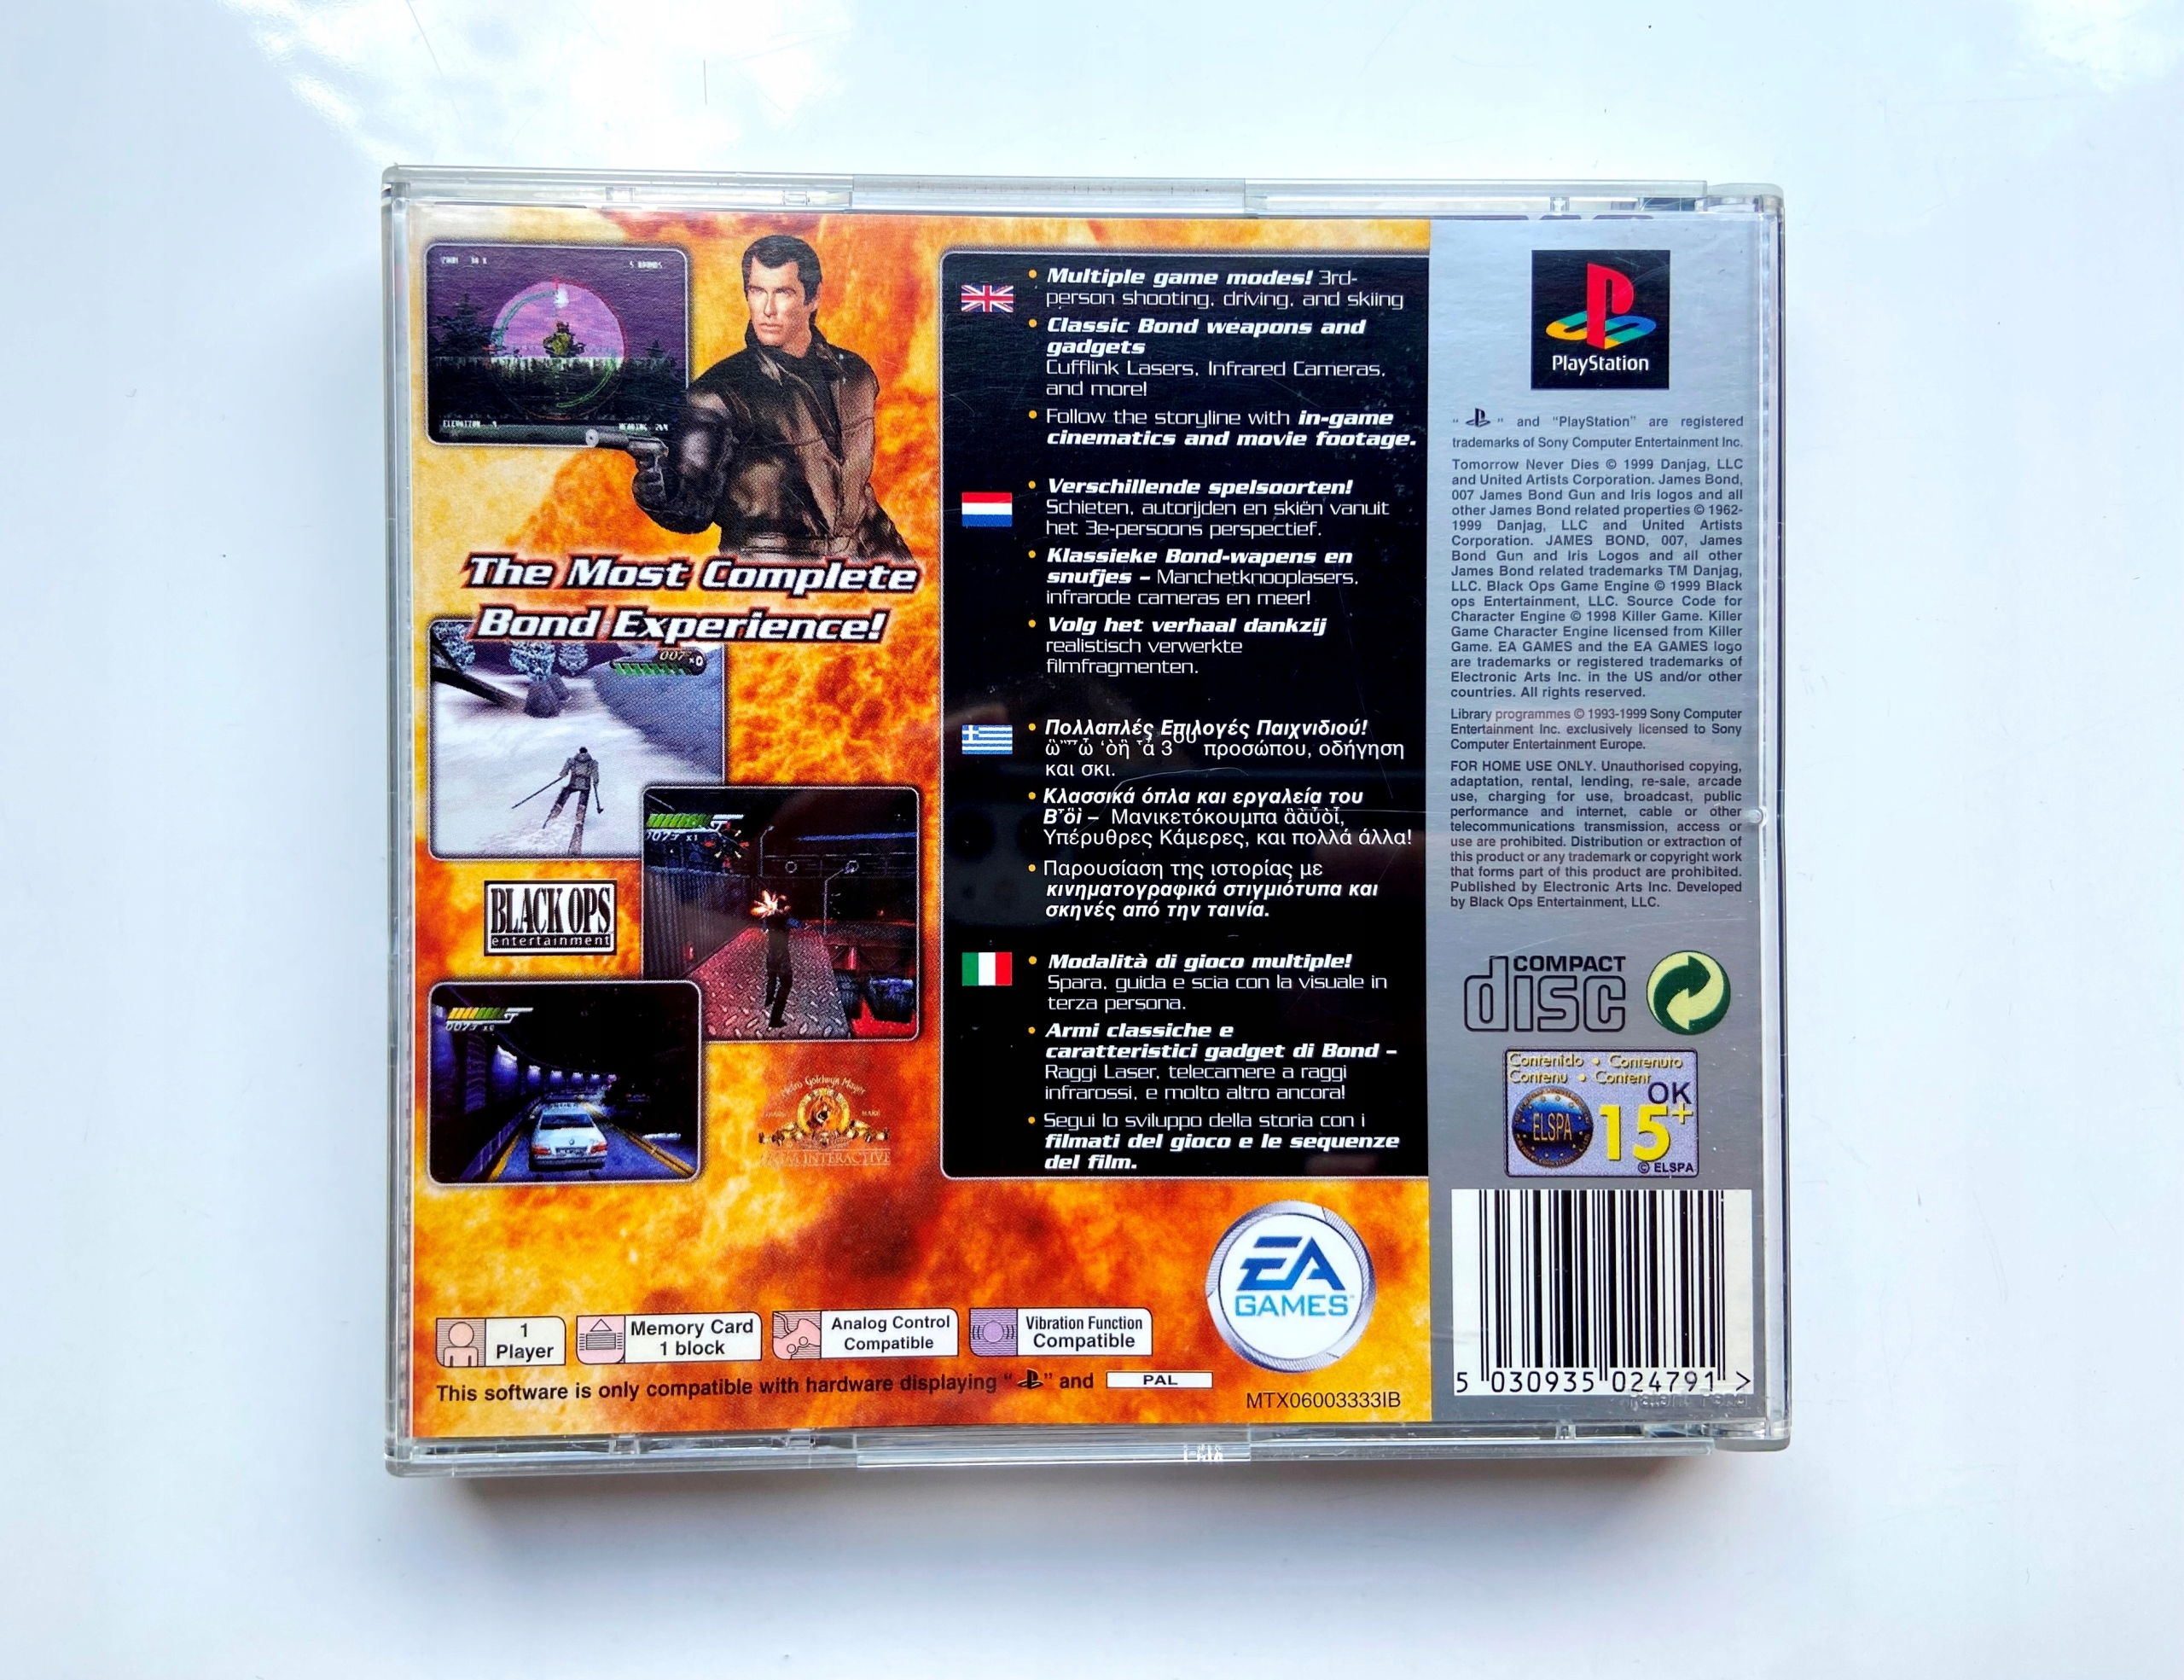 ZOOM
5 ROUNDS
ELEVATION
HEADING
The Most Complete
Bond Experience!
007
BLACK OPS
entertainment
Metro Goldwyn Mayer
TRADE MARK
MGM INTERACTIVE
• Multiple game modes! 3rd-
person shooting, driving, and skiing
• Classic Bond weapons and
gadgets
Cufflink Lasers, Infrared Cameras,
and more!
• Follow the storyline with in-game
cinematics and movie footage.
• Verschillende spelsoorten!
Schieten, autorijden en skiën vanuit
het 3e-persoons perspectief.
• Klassieke Bond-wapens en
snufjes – Manchetknooplasers,
infrarode cameras en meer!
• Volg het verhaal dankzij
realistisch verwerkte
filmfragmenten.
• Πολλαπλές Επιλογές Παιχνιδιού!
3ου προσώπου, οδήγηση
και σκι.
• Κλασσικά όπλα και εργαλεία του
– Μανικετόκουμπα
Υπέρυθρες Κάμερες, και πολλά άλλα!
• Παρουσίαση της ιστορίας με
κινηματογραφικά στιγμιότυπα και
σκηνές από την ταινία.
• Modalità di gioco multiple!
Spara, guida e scia con la visuale in
terza persona.
• Armi classiche e
caratteristici gadget di Bond –
Raggi Laser, telecamere a raggi
infrarossi, e molto altro ancora!
• Segui lo sviluppo della storia con i
filmati del gioco e le sequenze
del film.
EA
GAMES
1
Player
Memory Card
1 block
Analog Control
Compatible
Vibration Function
Compatible
This software is only compatible with hardware displaying " " and PAL
MTX06003333IB
PlayStation
" " and "PlayStation" are registered
trademarks of Sony Computer Entertainment Inc.
Tomorrow Never Dies © 1999 Danjag, LLC
and United Artists Corporation. James Bond,
007 James Bond Gun and Iris logos and all
other James Bond related properties © 1962-
1999 Danjag, LLC and United Artists
Corporation. JAMES BOND, 007, James
Bond Gun and Iris Logos and all other
James Bond related trademarks TM Danjag,
LLC. Black Ops Game Engine © 1999 Black
ops Entertainment, LLC. Source Code for
Character Engine © 1998 Killer Game. Killer
Game Character Engine licensed from Killer
Game. EA GAMES and the EA GAMES logo
are trademarks or registered trademarks of
Electronic Arts Inc. in the US and/or other
countries. All rights reserved.
Library programmes © 1993-1999 Sony Computer
Entertainment Inc. exclusively licensed to Sony
Computer Entertainment Europe.
FOR HOME USE ONLY. Unauthorised copying,
adaptation, rental, lending, re-sale, arcade
use, charging for use, broadcast, public
performance and internet, cable or other
telecommunications transmission, access or
use are prohibited. Distribution or extraction of
this product or any trademark or copyright work
that forms part of this product are prohibited.
Published by Electronic Arts Inc. Developed
by Black Ops Entertainment, LLC.
COMPACT
disc
Contenido • Contenuto
Contenu • Content
OK
ELSPA
15+
© ELSPA
5 030935 024791 >